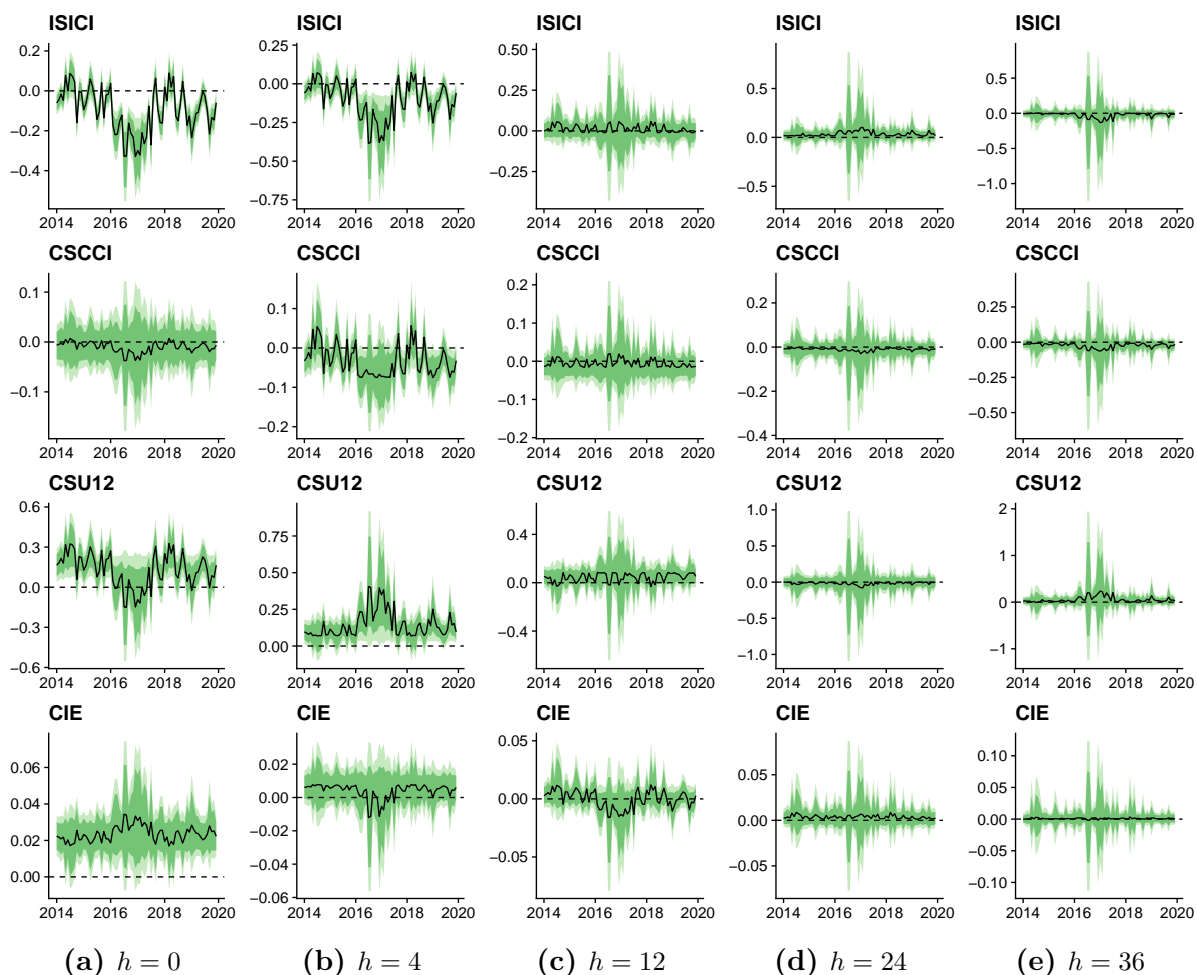 ISICI ISICI ISICI ISICI ISICI
0.2 0.0 −0.2 −0.4
0.25 0.00 −0.25 −0.50 −0.75
0.50 0.25 0.00 −0.25
0.5 0.0 −0.5
0.5 0.0 −0.5 −1.0
2014 2016 2018 2020 2014 2016 2018 2020 2014 2016 2018 2020 2014 2016 2018 2020 2014 2016 2018 2020
CSCCI CSCCI CSCCI CSCCI CSCCI
0.1 0.0 −0.1
0.1 0.0 −0.1 −0.2
0.2 0.1 0.0 −0.1 −0.2
0.2 0.0 −0.2 −0.4
0.25 0.00 −0.25 −0.50
2014 2016 2018 2020 2014 2016 2018 2020 2014 2016 2018 2020 2014 2016 2018 2020 2014 2016 2018 2020
CSU12 CSU12 CSU12 CSU12 CSU12
0.6 0.3 0.0 −0.3 −0.6
0.75 0.50 0.25 0.00
0.4 0.0 −0.4
1.0 0.5 0.0 −0.5 −1.0
2 1 0 −1
2014 2016 2018 2020 2014 2016 2018 2020 2014 2016 2018 2020 2014 2016 2018 2020 2014 2016 2018 2020
CIE CIE CIE CIE CIE
0.06 0.04 0.02 0.00
0.02 0.00 −0.02 −0.04 −0.06
0.05 0.00 −0.05
0.05 0.00 −0.05
0.10 0.05 0.00 −0.05 −0.10
2014 2016 2018 2020 2014 2016 2018 2020 2014 2016 2018 2020 2014 2016 2018 2020 2014 2016 2018 2020
(a) h = 0 (b) h = 4 (c) h = 12 (d) h = 24 (e) h = 36